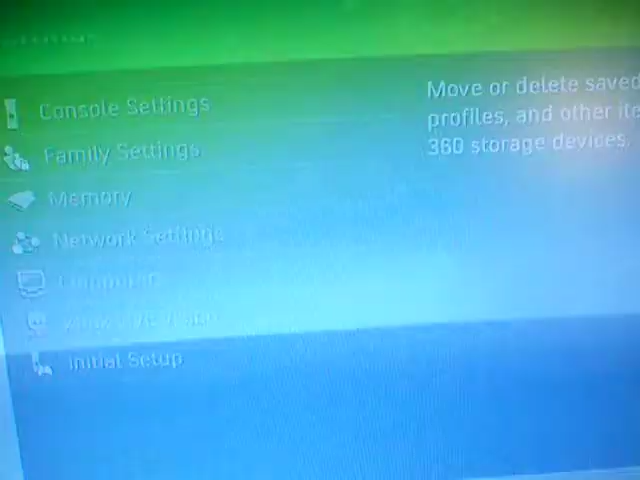 Console Settings
Family Settings
Memory
Network Settings
Computer
Initial Setup
Move or delete saved
profiles, and other ite
360 storage devices.